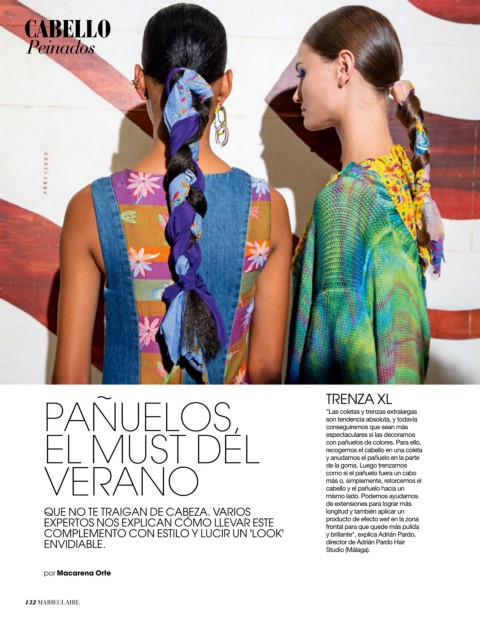 CABELLO
Peinados
PAÑUELOS,
EL MUST DEL
VERANO
QUE NO TE TRAIGAN DE CABEZA. VARIOS
EXPERTOS NOS EXPLICAN CÓMO LLEVAR ESTE
COMPLEMENTO CON ESTILO Y LUCIR UN 'LOOK'
ENVIDIABLE.
por Macarena Orte
TRENZA XL
"Las coletas y trenzas extralargas
son tendencia absoluta, y todavía
conseguiremos que sean más
espectaculares si las decoramos
con pañuelos de colores. Para ello,
recogemos el cabello en una coleta
y anudamos el pañuelo en la parte
de la goma. Luego trenzamos
como si el pañuelo fuera un cabo
más o, simplemente, retorcemos el
cabello y el pañuelo hacia un
mismo lado. Podemos ayudarnos
de extensiones para lograr más
longitud y también aplicar un
producto de efecto wet en la zona
frontal para que quede más pulida
y brillante", explica Adrián Pardo,
director de Adrián Pardo Hair
Studio (Málaga).
132 MARIECLAIRE